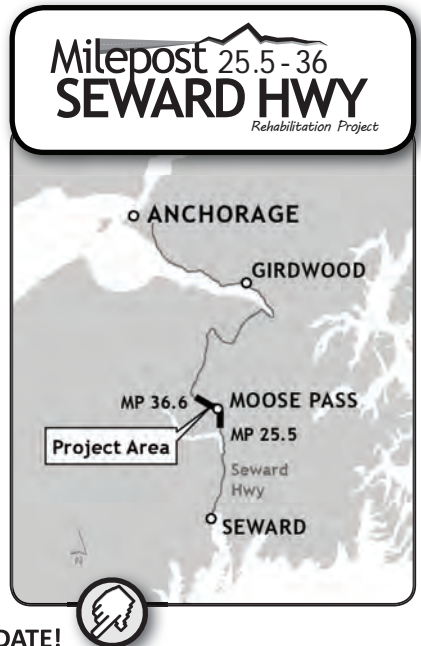 Milepost 25.5 - 36
SEWARD HWY
Rehabilitation Project
ANCHORAGE
GIRDWOOD
MP 36.6
MOOSE PASS
Project Area
MP 25.5
Seward
Hwy
SEWARD
N
DATE!